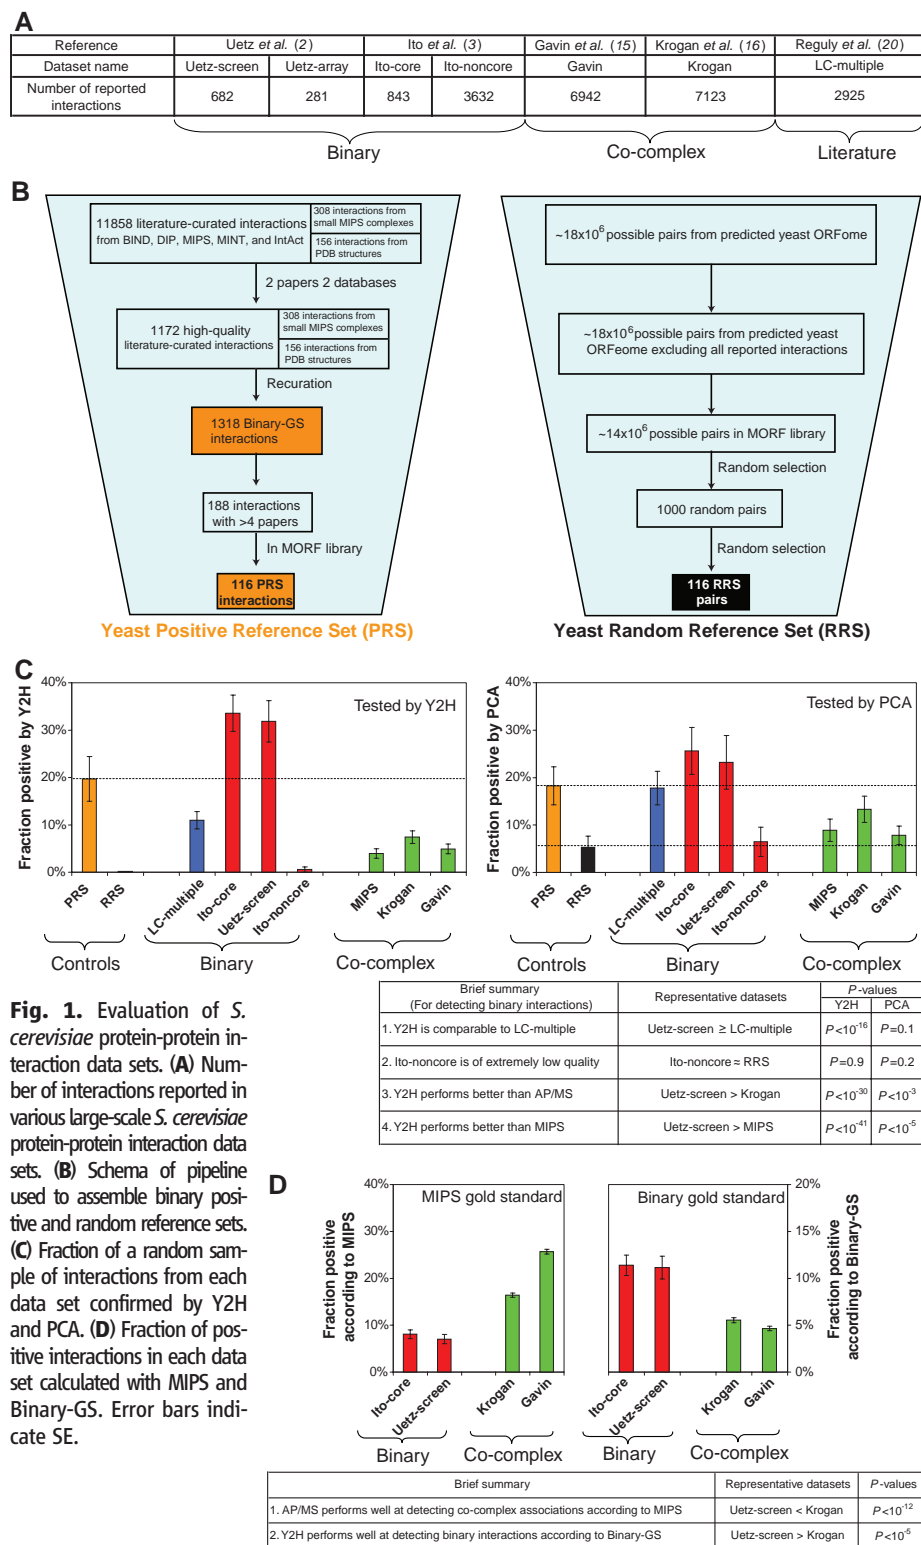 A
Reference Uetz et al. (2) Ito et al. (3) Gavin et al. (15) Krogan et al. (16) Reguly et al. (20)
Dataset name Uetz-screen Uetz-array Ito-core Ito-noncore Gavin Krogan LC-multiple
Number of reported interactions 682 281 843 3632 6942 7123 2925
Binary Co-complex Literature
B
11858 literature-curated interactions
from BIND, DIP, MIPS, MINT, and IntAct
308 interactions from
small MIPS complexes
156 interactions from
PDB structures
2 papers 2 databases
1172 high-quality
literature-curated interactions
308 interactions from
small MIPS complexes
156 interactions from
PDB structures
Recuration
1318 Binary-GS
interactions
188 interactions
with >4 papers
In MORF library
116 PRS
interactions
Yeast Positive Reference Set (PRS)
~18x10^6 possible pairs from predicted yeast ORFome
~18x10^6 possible pairs from predicted yeast
ORFeome excluding all reported interactions
~14x10^6 possible pairs in MORF library
Random selection
1000 random pairs
Random selection
116 RRS
pairs
Yeast Random Reference Set (RRS)
C
Fraction positive by Y2H
40%
30%
20%
10%
0%
Tested by Y2H
PRS RRS LC-multiple Ito-core Uetz-screen Ito-noncore MIPS Krogan Gavin
Controls Binary Co-complex
Fraction positive by PCA
40%
30%
20%
10%
0%
Tested by PCA
PRS RRS LC-multiple Ito-core Uetz-screen Ito-noncore MIPS Krogan Gavin
Controls Binary Co-complex
Brief summary
(For detecting binary interactions)
Representative datasets
P-values
Y2H PCA
1. Y2H is comparable to LC-multiple Uetz-screen ≥ LC-multiple P<10^-16 P=0.1
2. Ito-noncore is of extremely low quality Ito-noncore ≈ RRS P=0.9 P=0.2
3. Y2H performs better than AP/MS Uetz-screen > Krogan P<10^-30 P<10^-3
4. Y2H performs better than MIPS Uetz-screen > MIPS P<10^-41 P<10^-5
Fig. 1. Evaluation of S.
cerevisiae protein-protein in-
teraction data sets. (A) Num-
ber of interactions reported in
various large-scale S. cerevisiae
protein-protein interaction data
sets. (B) Schema of pipeline
used to assemble binary posi-
tive and random reference sets.
(C) Fraction of a random sam-
ple of interactions from each
data set confirmed by Y2H
and PCA. (D) Fraction of pos-
itive interactions in each data
set calculated with MIPS and
Binary-GS. Error bars indi-
cate SE.
D
Fraction positive
according to MIPS
40%
30%
20%
10%
0%
MIPS gold standard
Ito-core Uetz-screen Krogan Gavin
Binary Co-complex
Binary gold standard
20%
15%
10%
5%
0%
Fraction positive
according to Binary-GS
Ito-core Uetz-screen Krogan Gavin
Binary Co-complex
Brief summary Representative datasets P-values
1. AP/MS performs well at detecting co-complex associations according to MIPS Uetz-screen < Krogan P<10^-12
2. Y2H performs well at detecting binary interactions according to Binary-GS Uetz-screen > Krogan P<10^-5